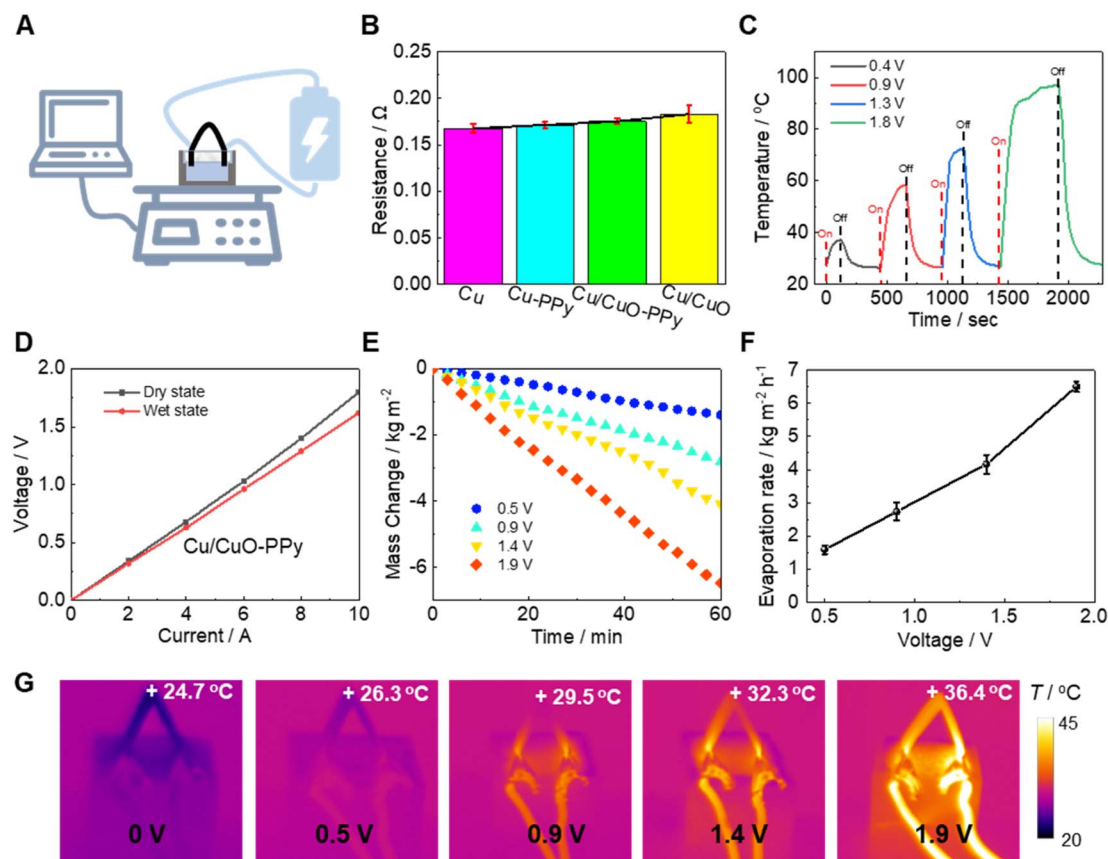 A
B
0.25
0.20
0.15
0.10
0.05
0.00
Resistance / Ω
Cu
Cu-PPy
Cu/CuO-PPy
Cu/CuO
C
100
80
60
40
20
Temperature / °C
0.4 V
0.9 V
1.3 V
1.8 V
On
Off
On
Off
On
Off
On
Off
0
500
1000
1500
2000
Time / sec
D
2.0
1.5
1.0
0.5
0.0
Voltage / V
Dry state
Wet state
Cu/CuO-PPy
0
2
4
6
8
10
Current / A
E
0
-2
-4
-6
Mass Change / kg m⁻²
0.5 V
0.9 V
1.4 V
1.9 V
0
20
40
60
Time / min
F
7
6
5
4
3
2
1
0
Evaporation rate / kg m⁻² h⁻¹
0.5
1.0
1.5
2.0
Voltage / V
G
+ 24.7 °C
0 V
+ 26.3 °C
0.5 V
+ 29.5 °C
0.9 V
+ 32.3 °C
1.4 V
+ 36.4 °C
1.9 V
T / °C
45
20